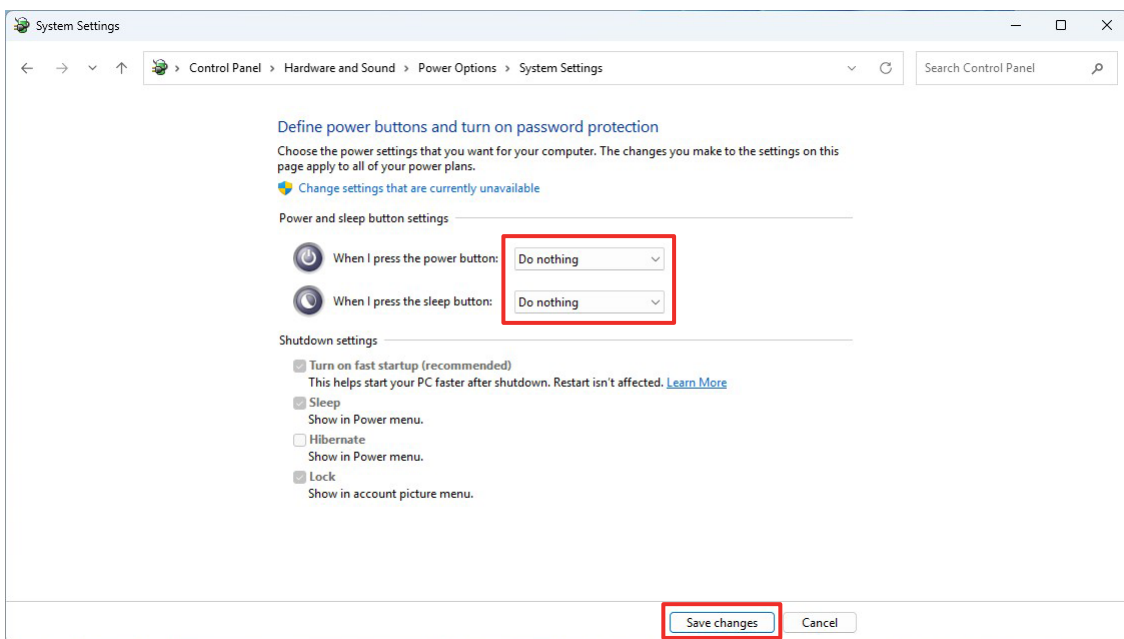 System Settings
Control Panel > Hardware and Sound > Power Options > System Settings
Search Control Panel
Define power buttons and turn on password protection
Choose the power settings that you want for your computer. The changes you make to the settings on this
page apply to all of your power plans.
Change settings that are currently unavailable
Power and sleep button settings
When I press the power button: Do nothing
When I press the sleep button: Do nothing
Shutdown settings
Turn on fast startup (recommended)
This helps start your PC faster after shutdown. Restart isn't affected. Learn More
Sleep
Show in Power menu.
Hibernate
Show in Power menu.
Lock
Show in account picture menu.
Save changes
Cancel